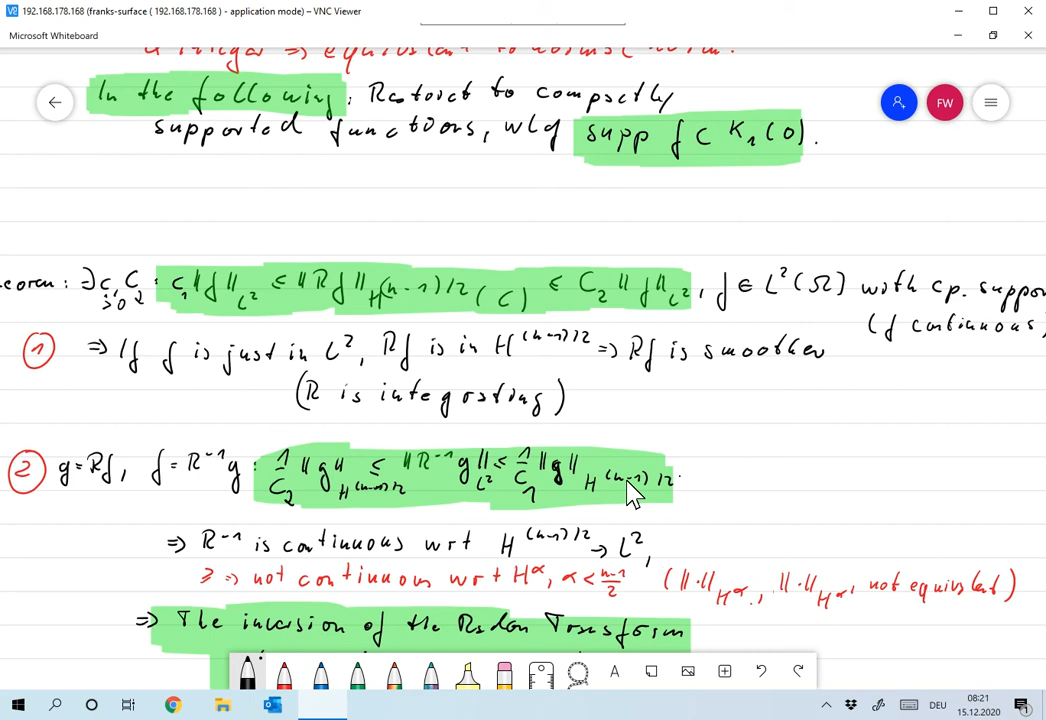 192.168.178.168 (franks-surface ( 192.168.178.168 ) - application mode) - VNC Viewer
Microsoft Whiteboard
In the following: Restrict to compactly
supported functions, wlog supp f ⊂ K₁(0).
FW
Theorem: ∃ c₁, C₂ >0 : c₁‖f‖_{L²} ≤ ‖Rf‖_{H^{(n-1)/2}(C)} ≤ C₂‖f‖_{L²}, f ∈ L²(Ω) with cp. support
(f continuous)
① ⇒ If f is just in L², Rf is in H^{(n-1)/2} ⇒ Rf is smoother
(R is integrating)
② g=Rf, f=R⁻¹g : 1/C₂ ‖g‖_{H^{(n-1)/2}} ≤ ‖R⁻¹g‖_{L²} ≤ 1/C₁ ‖g‖_{H^{(n-1)/2}}.
⇒ R⁻¹ is continuous wrt H^{(n-1)/2} → L²,
⇒ not continuous wrt H^α, α < (n-1)/2 (‖·‖_{H^α}, ‖·‖_{H^α'} not equivalent)
⇒ The inversion of the Radon Transform
DEU
08:21
15.12.2020